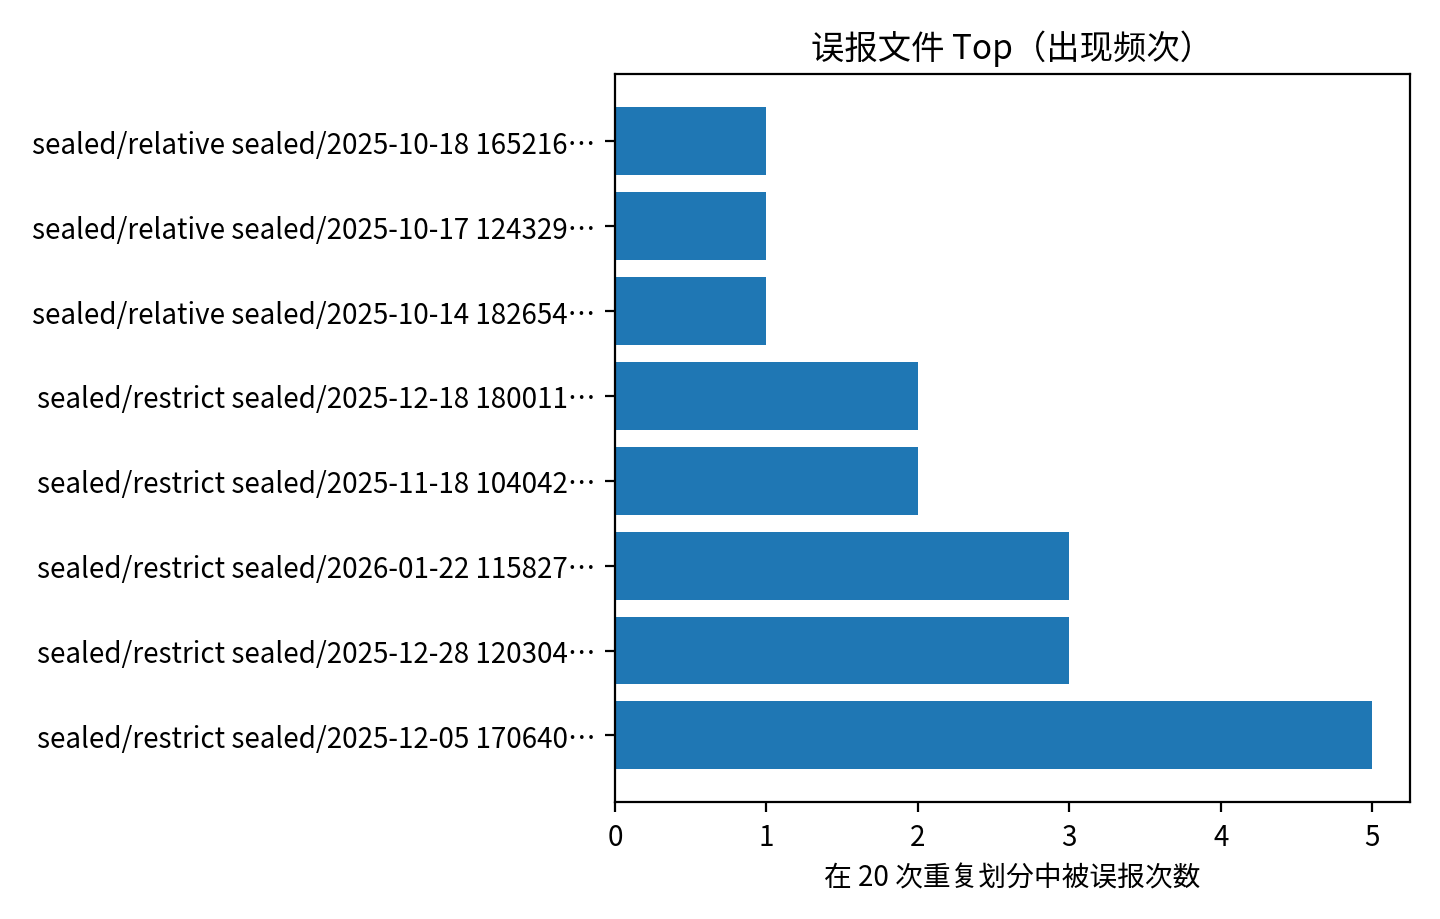 误报文件 Top（出现频次）
sealed/relative sealed/2025-10-18 165216…
sealed/relative sealed/2025-10-17 124329…
sealed/relative sealed/2025-10-14 182654…
sealed/restrict sealed/2025-12-18 180011…
sealed/restrict sealed/2025-11-18 104042…
sealed/restrict sealed/2026-01-22 115827…
sealed/restrict sealed/2025-12-28 120304…
sealed/restrict sealed/2025-12-05 170640…
0 1 2 3 4 5
在 20 次重复划分中被误报次数